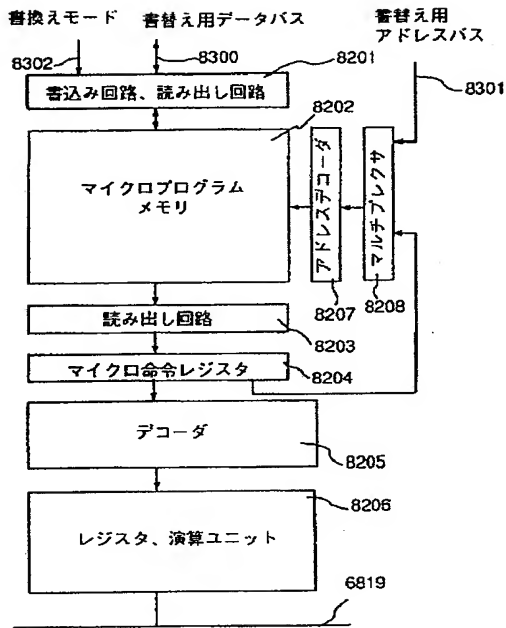 書換えモード
書替え用データバス
書替え用
アドレスバス
8302
8300
8201
8301
書込み回路、読み出し回路
8202
マイクロプログラム
メモリ
アドレスデコーダ
マルチプレクサ
8207
8208
読み出し回路
8203
マイクロ命令レジスタ
8204
デコーダ
8205
8206
レジスタ、演算ユニット
6819